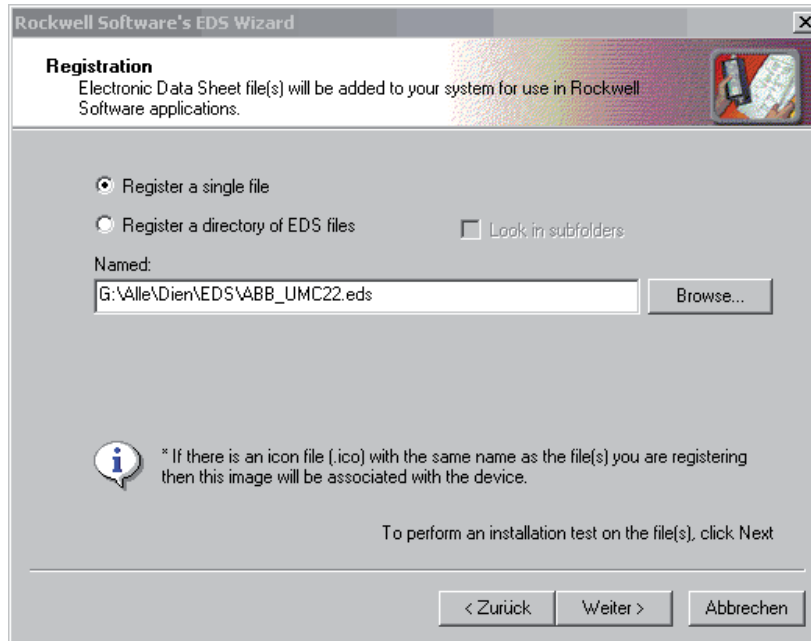 Rockwell Software's EDS Wizard
Registration
Electronic Data Sheet file(s) will be added to your system for use in Rockwell
Software applications.
Register a single file
Register a directory of EDS files
Look in subfolders
Named:
G:\Alle\Dien\EDS\ABB_UMC22.eds
Browse...
* If there is an icon file (.ico) with the same name as the file(s) you are registering
then this image will be associated with the device.
To perform an installation test on the file(s), click Next
< Zurück
Weiter >
Abbrechen